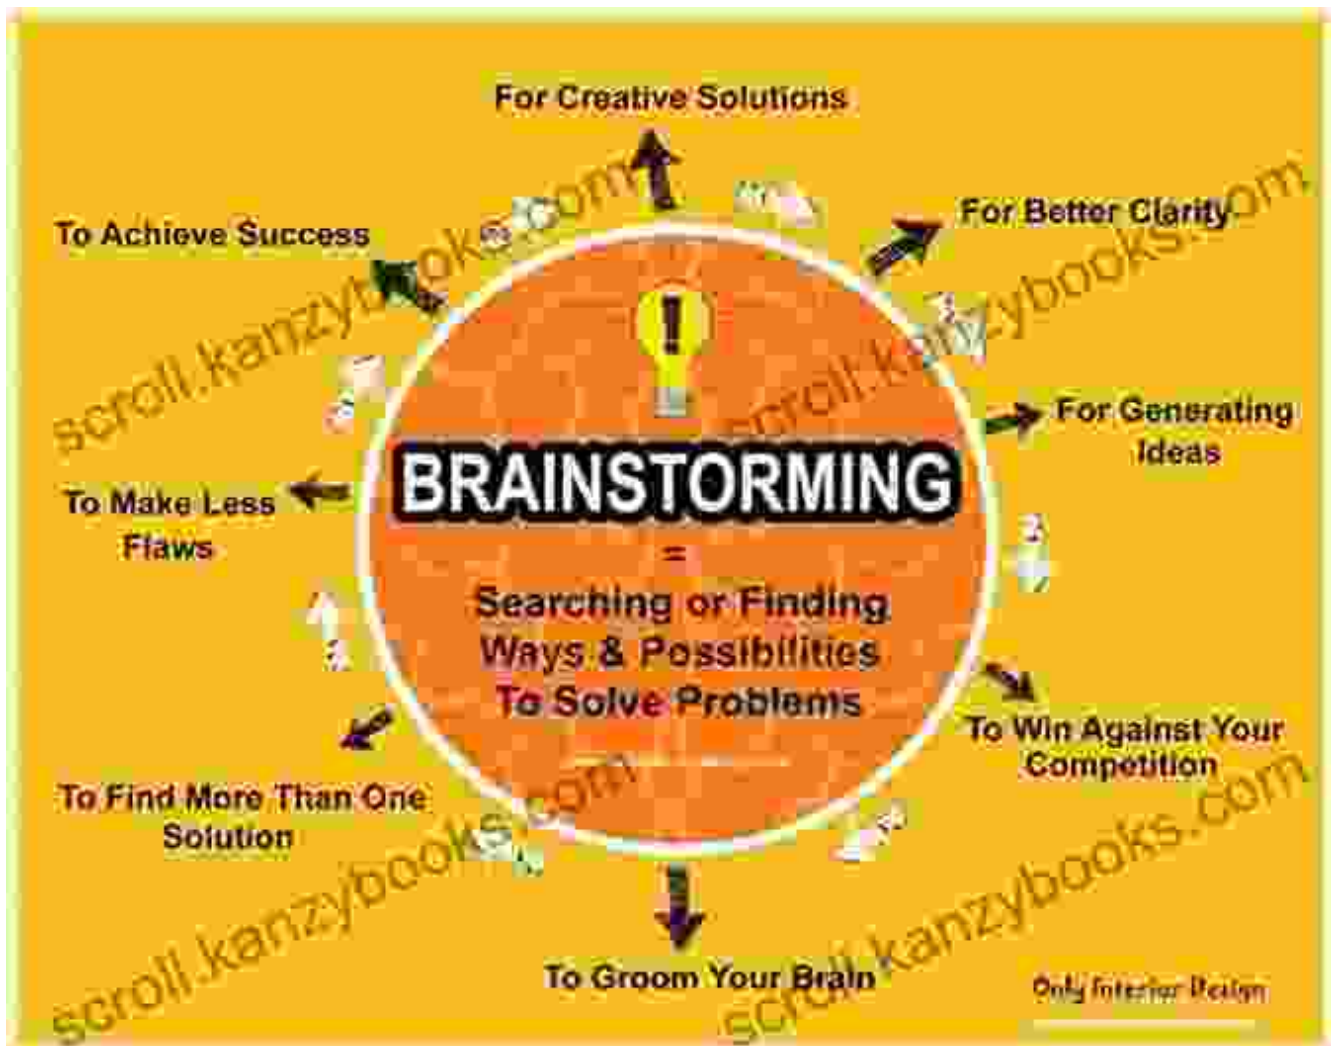 For Creative Solutions
For Better Clarity
To Achieve Success
For Generating
Ideas
!
BRAINSTORMING
=
Searching or Finding
Ways & Possibilities
To Solve Problems
To Make Less
Flaws
To Win Against Your
Competition
To Find More Than One
Solution
To Groom Your Brain
Only Interior Design
scroll.kanzybooks.com
scroll.kanzybooks.com
scroll.kanzybooks.com
scroll.kanzybooks.com